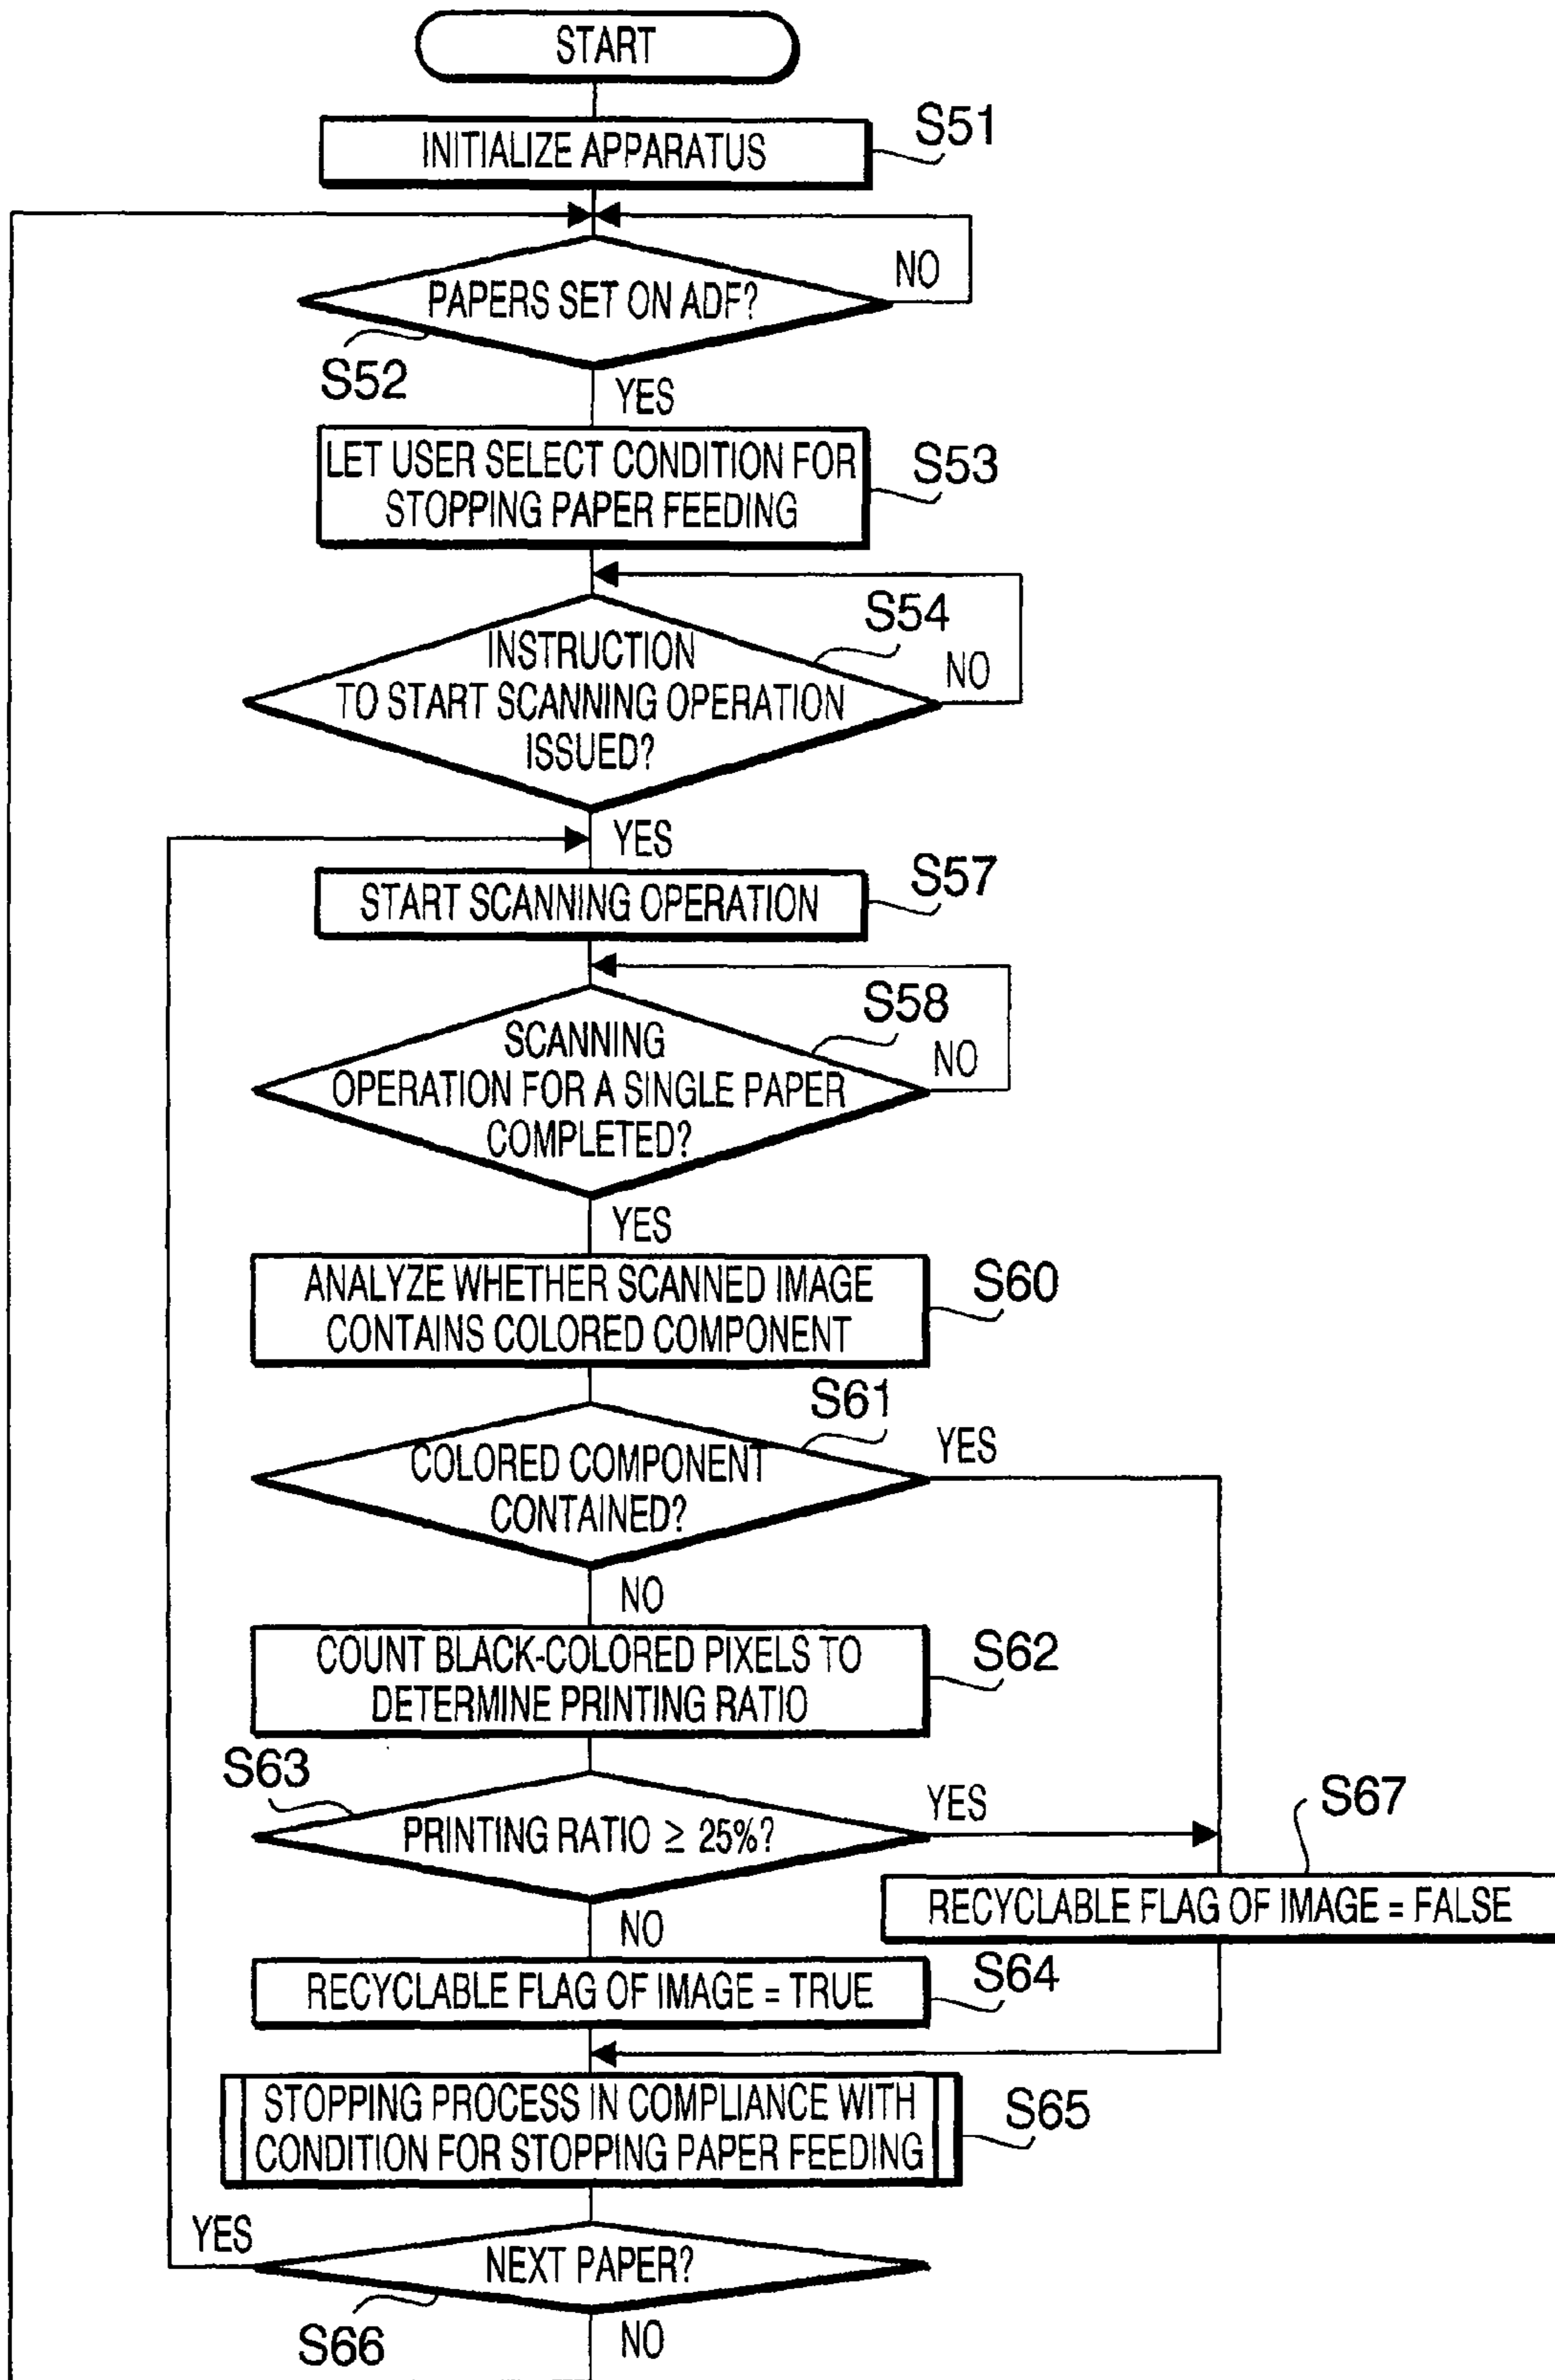 START
INITIALIZE APPARATUS
S51
NO
PAPERS SET ON ADF?
S52
YES
LET USER SELECT CONDITION FOR
STOPPING PAPER FEEDING
S53
S54
INSTRUCTION
TO START SCANNING OPERATION
ISSUED?
NO
YES
START SCANNING OPERATION
S57
S58
SCANNING
OPERATION FOR A SINGLE PAPER
COMPLETED?
NO
YES
ANALYZE WHETHER SCANNED IMAGE
CONTAINS COLORED COMPONENT
S60
S61
COLORED COMPONENT
CONTAINED?
YES
NO
COUNT BLACK-COLORED PIXELS TO
DETERMINE PRINTING RATIO
S62
S63
PRINTING RATIO ≥ 25%?
YES
S67
RECYCLABLE FLAG OF IMAGE = FALSE
NO
RECYCLABLE FLAG OF IMAGE = TRUE
S64
STOPPING PROCESS IN COMPLIANCE WITH
CONDITION FOR STOPPING PAPER FEEDING
S65
YES
NEXT PAPER?
S66
NO